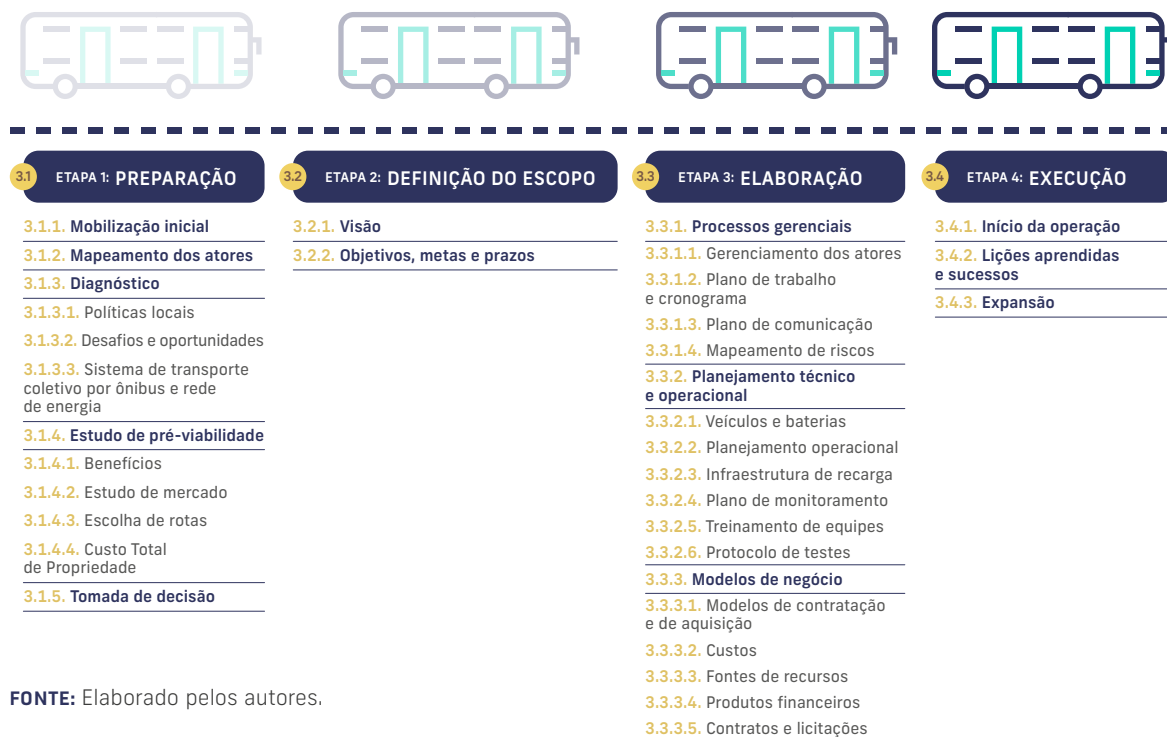 3.1 ETAPA 1: PREPARAÇÃO
3.1.1. Mobilização inicial
3.1.2. Mapeamento dos atores
3.1.3. Diagnóstico
3.1.3.1. Políticas locais
3.1.3.2. Desafios e oportunidades
3.1.3.3. Sistema de transporte
coletivo por ônibus e rede
de energia
3.1.4. Estudo de pré-viabilidade
3.1.4.1. Benefícios
3.1.4.2. Estudo de mercado
3.1.4.3. Escolha de rotas
3.1.4.4. Custo Total
de Propriedade
3.1.5. Tomada de decisão
3.2 ETAPA 2: DEFINIÇÃO DO ESCOPO
3.2.1. Visão
3.2.2. Objetivos, metas e prazos
3.3 ETAPA 3: ELABORAÇÃO
3.3.1. Processos gerenciais
3.3.1.1. Gerenciamento dos atores
3.3.1.2. Plano de trabalho
e cronograma
3.3.1.3. Plano de comunicação
3.3.1.4. Mapeamento de riscos
3.3.2. Planejamento técnico
e operacional
3.3.2.1. Veículos e baterias
3.3.2.2. Planejamento operacional
3.3.2.3. Infraestrutura de recarga
3.3.2.4. Plano de monitoramento
3.3.2.5. Treinamento de equipes
3.3.2.6. Protocolo de testes
3.3.3. Modelos de negócio
3.3.3.1. Modelos de contratação
e de aquisição
3.3.3.2. Custos
3.3.3.3. Fontes de recursos
3.3.3.4. Produtos financeiros
3.3.3.5. Contratos e licitações
3.4 ETAPA 4: EXECUÇÃO
3.4.1. Início da operação
3.4.2. Lições aprendidas
e sucessos
3.4.3. Expansão
FONTE: Elaborado pelos autores.